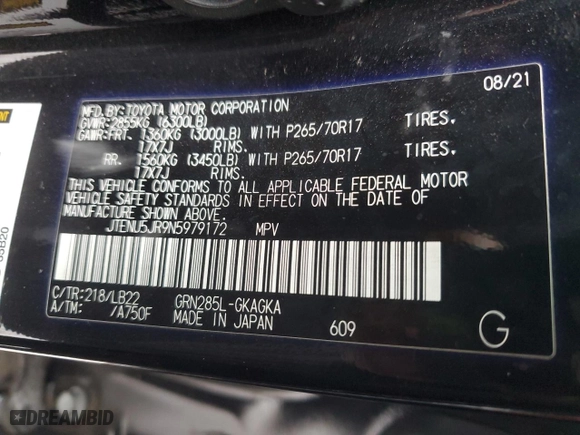 08/21
MFD.BY:TOYOTA MOTOR CORPORATION
GVWR:2855KG (6300LB)
GAWR:FRT. 1360KG (3000LB) WITH P265/70R17 TIRES.
17X7J RIMS.
RR. 1560KG (3450LB) WITH P265/70R17 TIRES.
17X7J RIMS.
THIS VEHICLE CONFORMS TO ALL APPLICABLE FEDERAL MOTOR
VEHICLE SAFETY STANDARDS IN EFFECT ON THE DATE OF
MANUFACTURE SHOWN ABOVE.
JTENU5JR9N5979172 MPV
C/TR:218/LB22 GRN285L-GKAGKA
A/TM: /A750F MADE IN JAPAN 609
G
DREAMBID